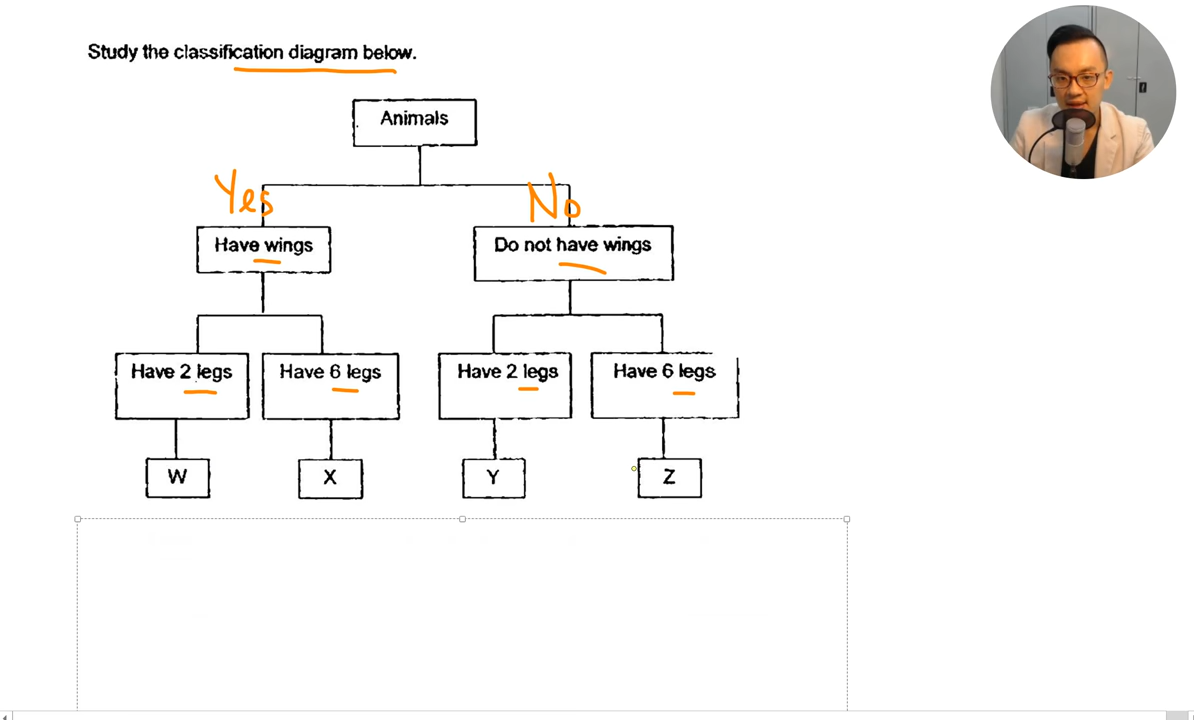 Study the classification diagram below.
Animals
Yes
No
Have wings
Do not have wings
Have 2 legs
Have 6 legs
Have 2 legs
Have 6 legs
W
X
Y
Z